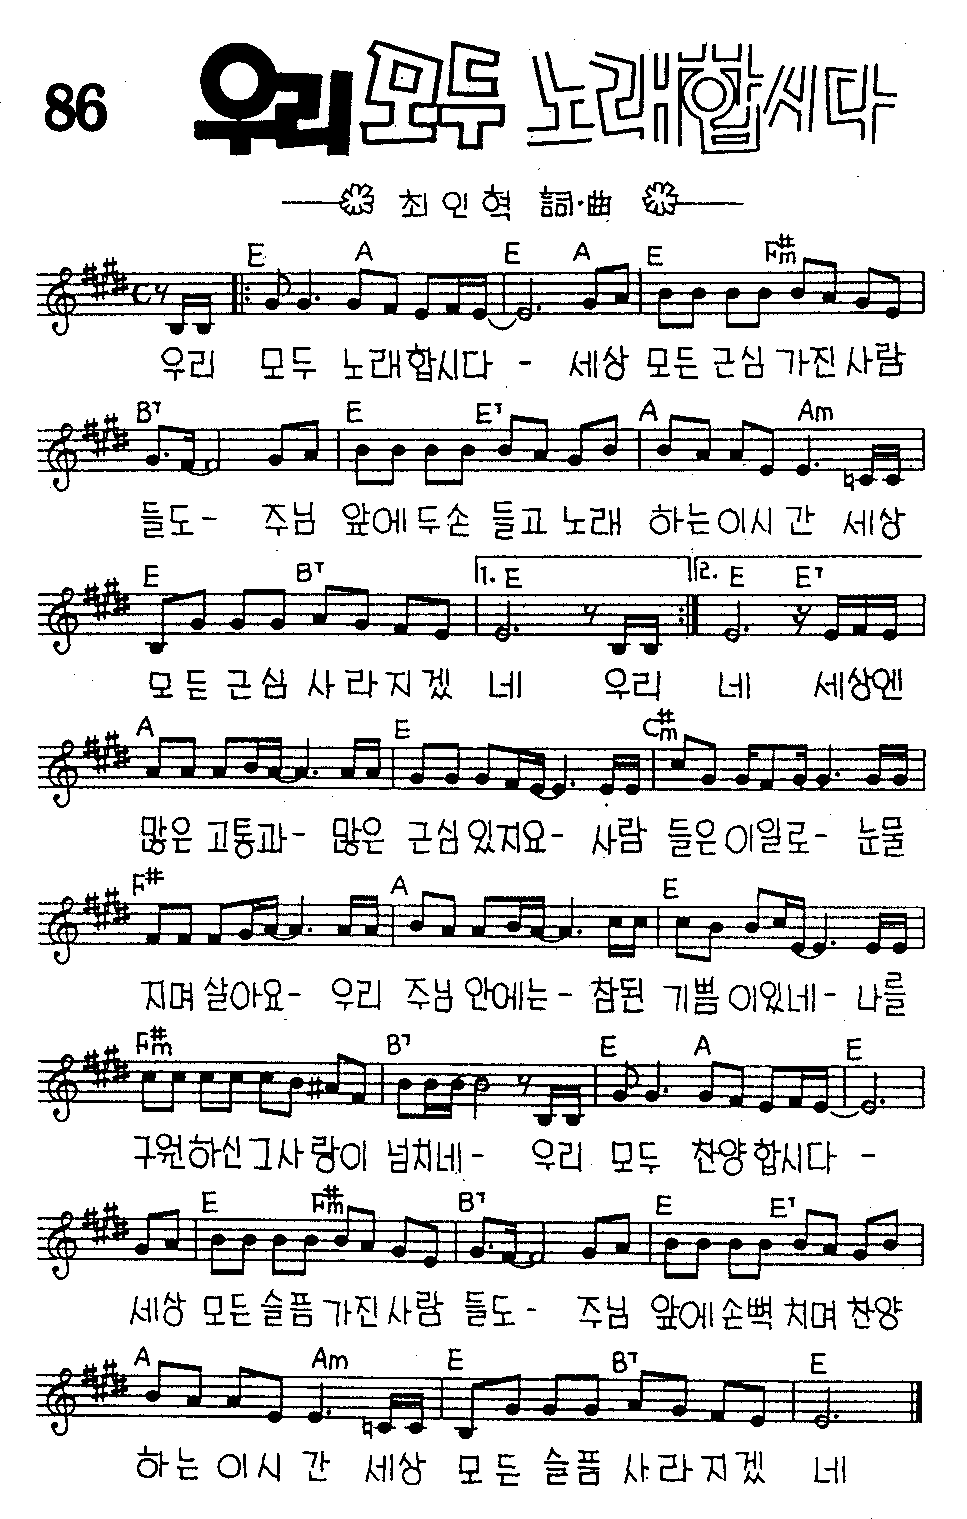 86
우리 모두 노래합시다
최인혁 詞·曲
E A E A E F#m
우리 모두 노래합시다 - 세상 모든 근심 가진 사람
B7 E E7 A Am
들도 - 주님 앞에 두손 들고 노래 하는 이시 간 세상
E B7 1. E 2. E E7
모든 근심 사라지겠 네 우리 네 세상엔
A E C#m
많은 고통과 - 많은 근심 있지요 - 사람 들은 이일로 - 눈물
F# A E
지며 살아요 - 우리 주님 안에는 - 참된 기쁨 이있네 - 나를
F#m B7 E A E
구원하신 그사 랑이 넘치네 - 우리 모두 찬양합시다 -
E F#m B7 E E7
세상 모든 슬픔 가진 사람 들도 - 주님 앞에 손뼉 치며 찬양
A Am E B7 E
하는 이시 간 세상 모든 슬픔 사라지겠 네